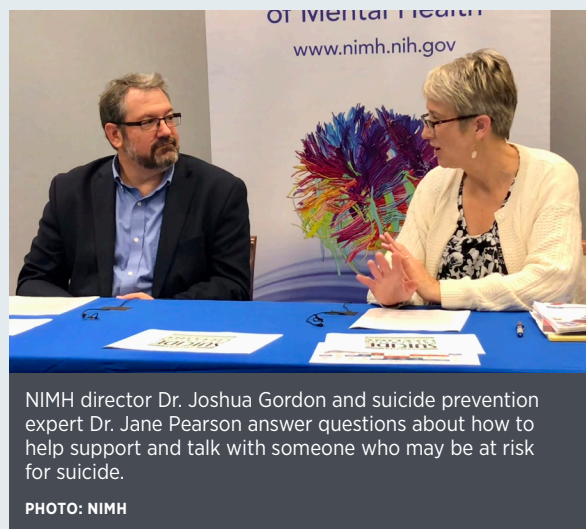 of Mental Health
www.nimh.nih.gov
SUICIDE
SUICIDE
NIMH director Dr. Joshua Gordon and suicide prevention
expert Dr. Jane Pearson answer questions about how to
help support and talk with someone who may be at risk
for suicide.
PHOTO: NIMH